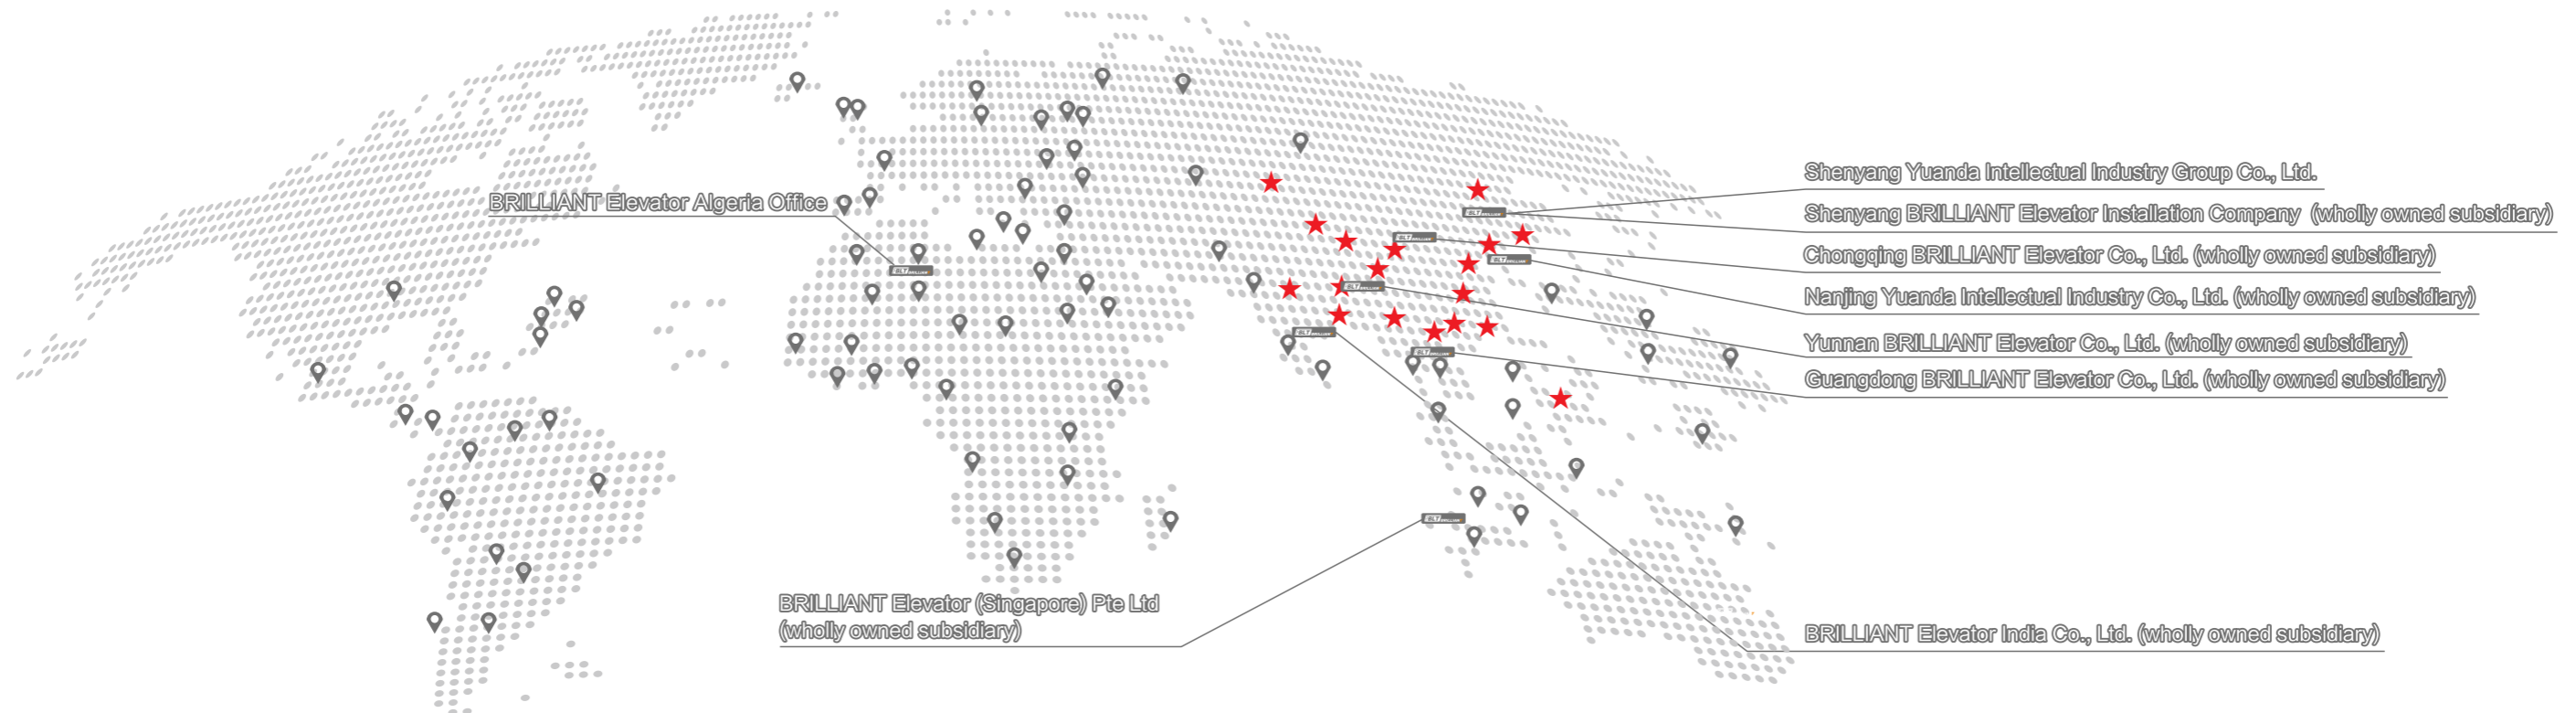 Shenyang Yuanda Intellectual Industry Group Co., Ltd.
BRILLIANT Elevator Algeria Office
Shenyang BRILLIANT Elevator Installation Company (wholly owned subsidiary)
Chongqing BRILLIANT Elevator Co., Ltd. (wholly owned subsidiary)
Nanjing Yuanda Intellectual Industry Co., Ltd. (wholly owned subsidiary)
Yunnan BRILLIANT Elevator Co., Ltd. (wholly owned subsidiary)
Guangdong BRILLIANT Elevator Co., Ltd. (wholly owned subsidiary)
BRILLIANT Elevator (Singapore) Pte Ltd
(wholly owned subsidiary)
BRILLIANT Elevator India Co., Ltd. (wholly owned subsidiary)